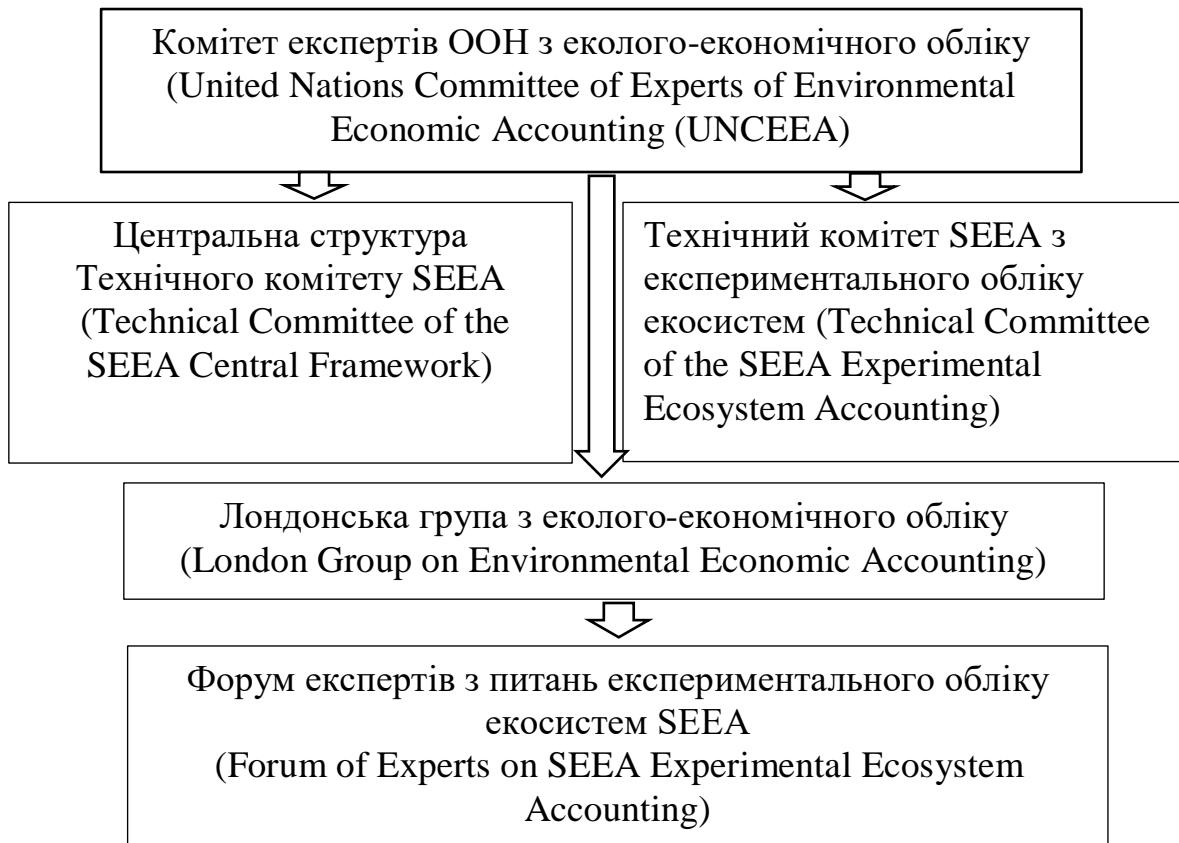 Комітет експертів ООН з еколого-економічного обліку
(United Nations Committee of Experts of Environmental
Economic Accounting (UNCEEA)
Центральна структура
Технічного комітету SEEA
(Technical Committee of the
SEEA Central Framework)
Технічний комітет SEEA з
експериментального обліку
екосистем (Technical Committee
of the SEEA Experimental
Ecosystem Accounting)
Лондонська група з еколого-економічного обліку
(London Group on Environmental Economic Accounting)
Форум експертів з питань експериментального обліку
екосистем SEEA
(Forum of Experts on SEEA Experimental Ecosystem
Accounting)